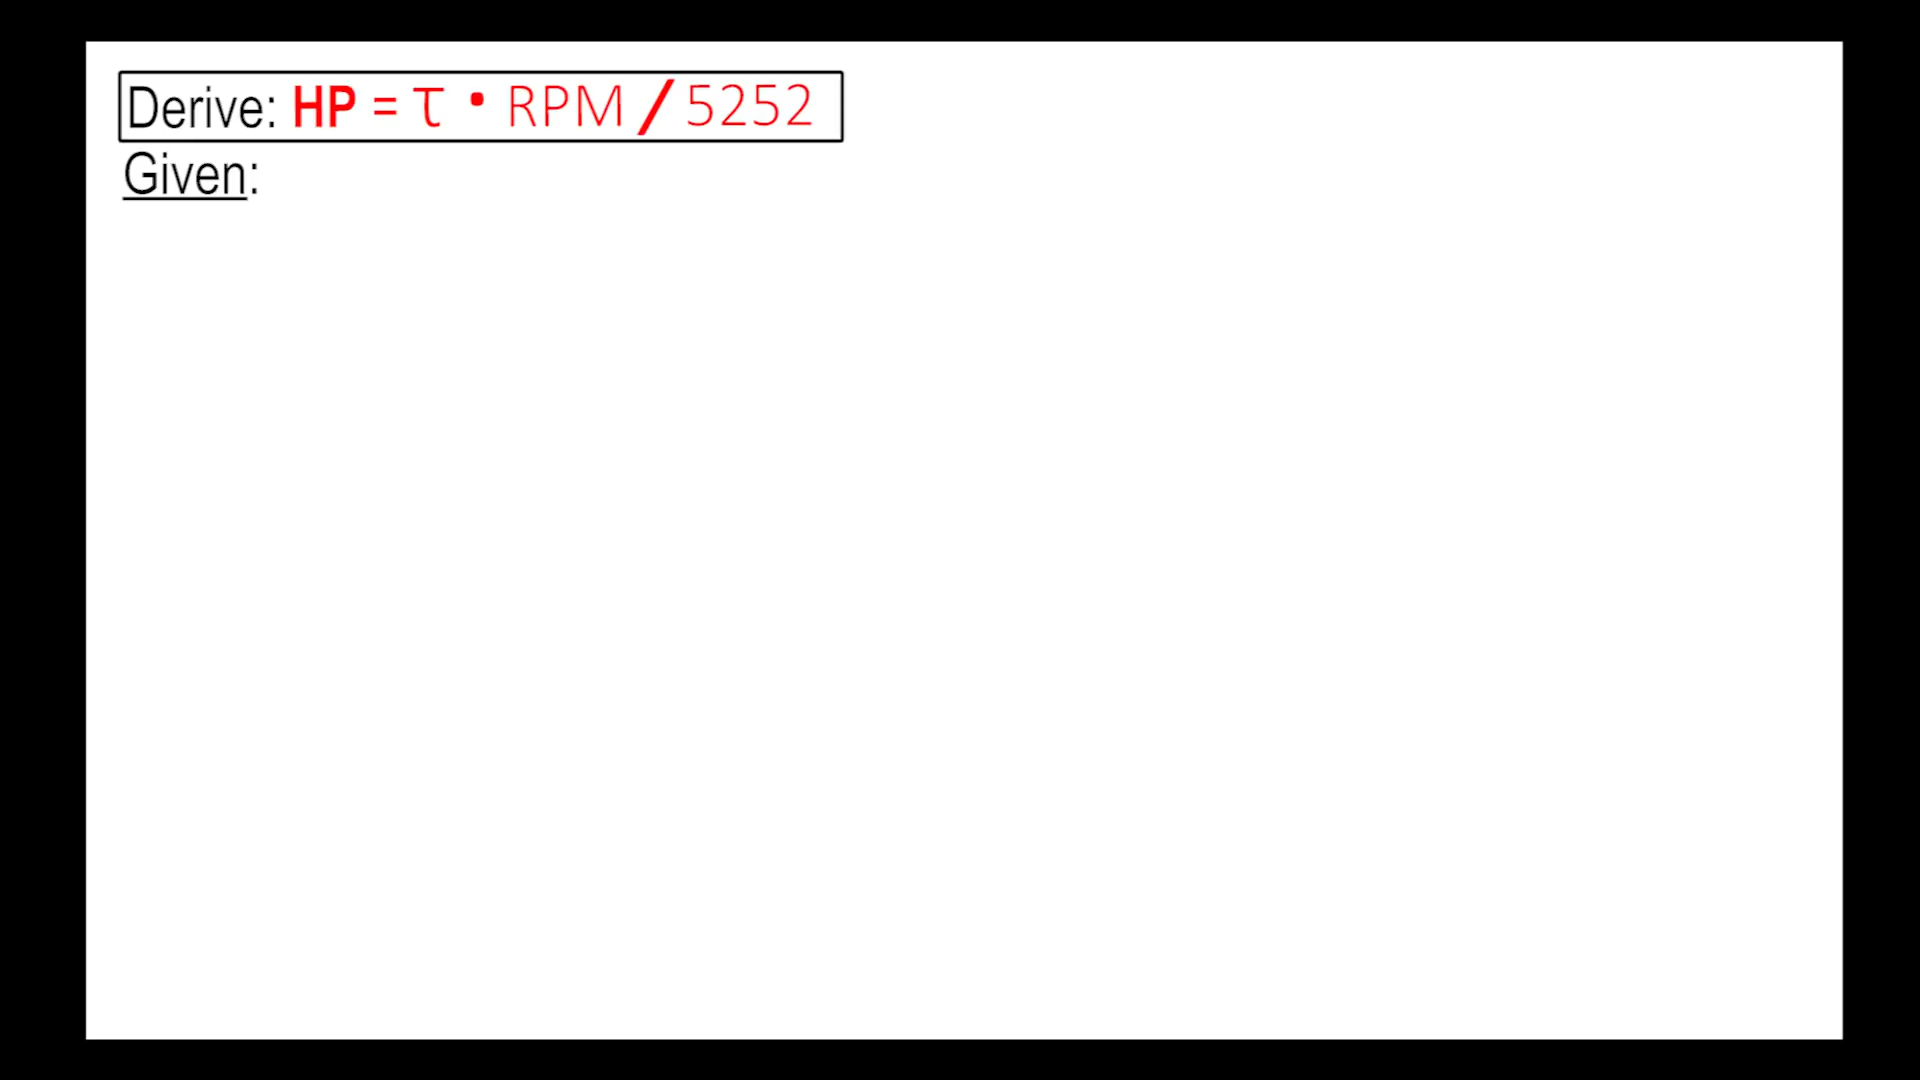 Derive: HP = τ • RPM / 5252
Given: